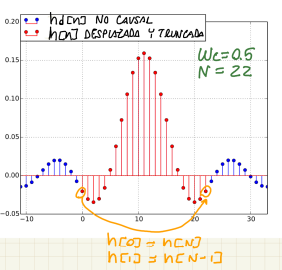 hd[n] NO CAUSAL
h[n] DESPLAZADA Y TRUNCADA
Wc=0.5
N = 22
0.20
0.15
0.10
0.05
0.00
-0.05
-10 0 10 20 30
h[0] = h[N]
h[1] = h[N-1]